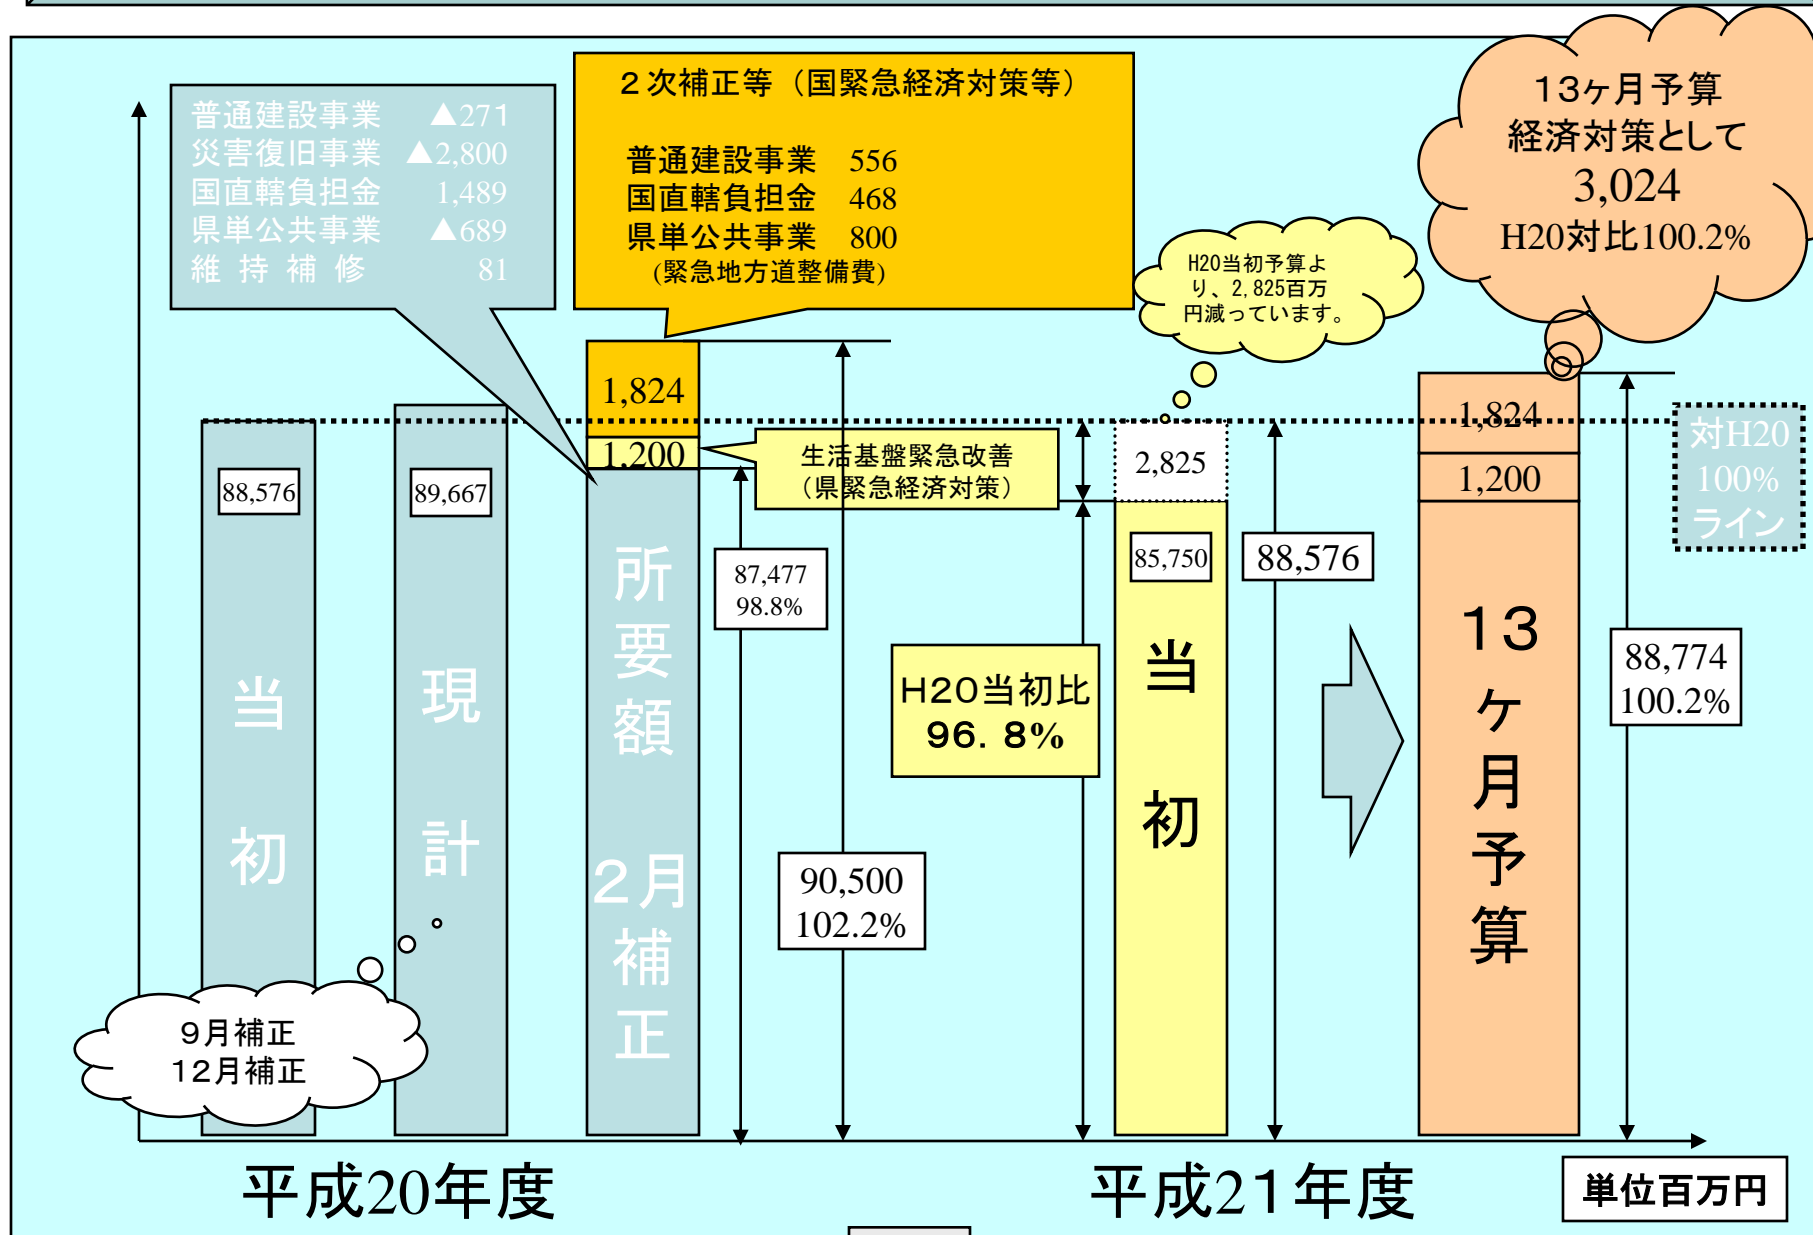 普通建設事業 ▲271
災害復旧事業 ▲2,800
国直轄負担金 1,489
県単公共事業 ▲689
維 持 補 修 81
2次補正等（国緊急経済対策等）
普通建設事業 556
国直轄負担金 468
県単公共事業 800
(緊急地方道整備費)
13ヶ月予算
経済対策として
3,024
H20対比100.2%
H20当初予算よ
り、2,825百万
円減っています。
1,824
1,200
生活基盤緊急改善
（県緊急経済対策）
88,576
89,667
87,477
98.8%
90,500
102.2%
2,825
85,750
88,576
1,824
1,200
対H20
100%
ライン
88,774
100.2%
H20当初比
96. 8%
当初
現計
所要額 2月補正
当初
13ヶ月予算
9月補正
12月補正
平成20年度
平成21年度
単位百万円